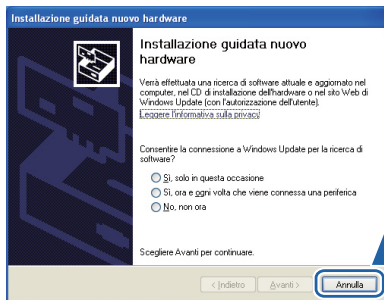 Installazione guidata nuovo hardware
Installazione guidata nuovo
hardware
Verrà effettuata una ricerca di software attuale e aggiornato nel
computer, nel CD di installazione dell'hardware o nel sito Web di
Windows Update (con l'autorizzazione dell'utente).
Leggere l'informativa sulla privacy
Consentire la connessione a Windows Update per la ricerca di
software?
Sì, solo in questa occasione
Sì, ora e ogni volta che viene connessa una periferica
No, non ora
Scegliere Avanti per continuare.
< Indietro Avanti > Annulla